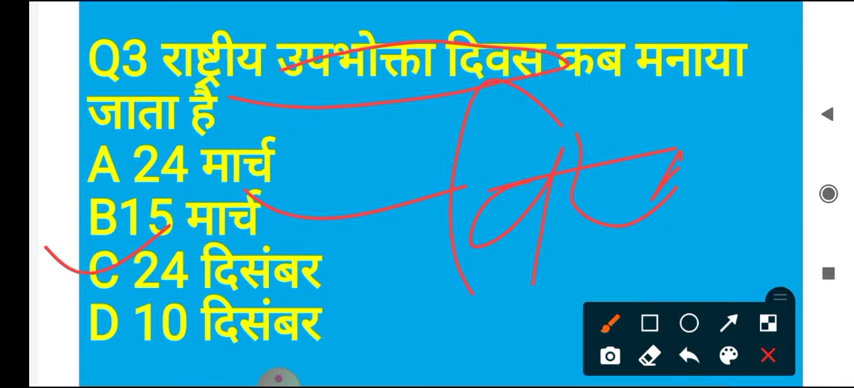 Q3 राष्ट्रीय उपभोक्ता दिवस कब मनाया
जाता है
A 24 मार्च
B15 मार्च
C 24 दिसंबर
D 10 दिसंबर